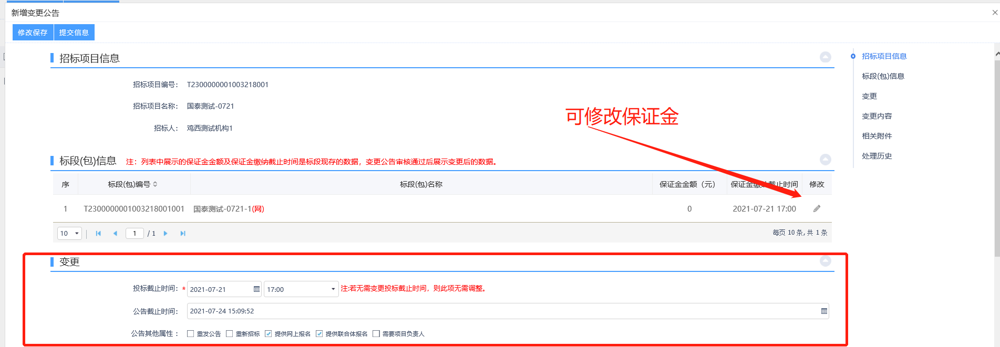 新增变更公告
修改保存 提交信息
招标项目信息
招标项目编号： T2300000001003218001
招标项目名称： 国泰测试-0721
招标人： 鸡西测试机构1
可修改保证金
标段(包)信息 注：列表中展示的保证金金额及保证金缴纳截止时间是标段现存的数据，变更公告审核通过后展示变更后的数据。
序 标段(包)编号 标段(包)名称 保证金金额（元） 保证金缴纳截止时间 修改
1 T2300000001003218001001 国泰测试-0721-1(网) 0 2021-07-21 17:00
10 1 / 1 每页 10 条, 共 1 条
变更
投标截止时间： * 2021-07-21 17:00 注:若无需变更投标截止时间，则此项无需调整。
公告截止时间： 2021-07-24 15:09:52
公告其他属性： 重发公告 重新招标 提供网上报名 提供联合体报名 需要项目负责人
招标项目信息
标段(包)信息
变更
变更内容
相关附件
处理历史